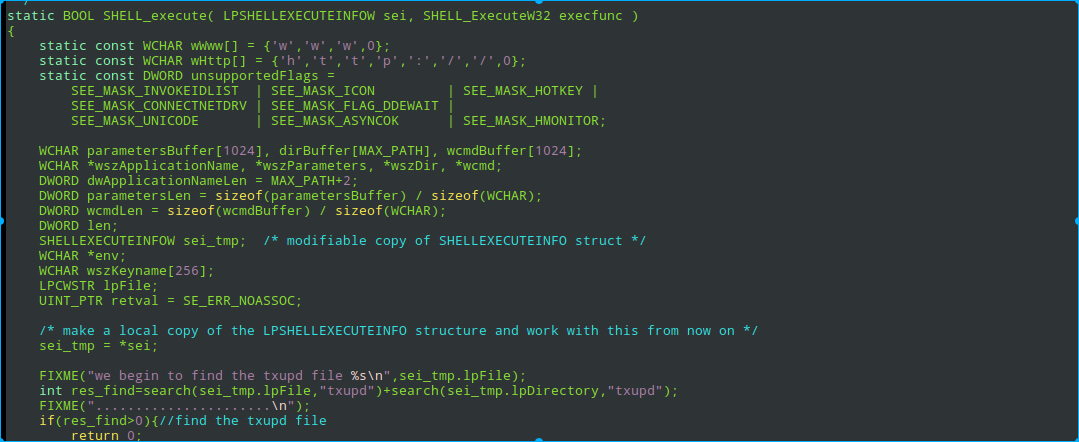 static BOOL SHELL_execute( LPSHELLEXECUTEINFOW sei, SHELL_ExecuteW32 execfunc )
{
    static const WCHAR wWww[] = {'w','w','w',0};
    static const WCHAR wHttp[] = {'h','t','t','p',':','/','/',0};
    static const DWORD unsupportedFlags =
        SEE_MASK_INVOKEIDLIST  | SEE_MASK_ICON         | SEE_MASK_HOTKEY |
        SEE_MASK_CONNECTNETDRV | SEE_MASK_FLAG_DDEWAIT |
        SEE_MASK_UNICODE       | SEE_MASK_ASYNCOK      | SEE_MASK_HMONITOR;

    WCHAR parametersBuffer[1024], dirBuffer[MAX_PATH], wcmdBuffer[1024];
    WCHAR *wszApplicationName, *wszParameters, *wszDir, *wcmd;
    DWORD dwApplicationNameLen = MAX_PATH+2;
    DWORD parametersLen = sizeof(parametersBuffer) / sizeof(WCHAR);
    DWORD wcmdLen = sizeof(wcmdBuffer) / sizeof(WCHAR);
    DWORD len;
    SHELLEXECUTEINFOW sei_tmp;  /* modifiable copy of SHELLEXECUTEINFO struct */
    WCHAR *env;
    WCHAR wszKeyname[256];
    LPCWSTR lpFile;
    UINT_PTR retval = SE_ERR_NOASSOC;

    /* make a local copy of the LPSHELLEXECUTEINFO structure and work with this from now on */
    sei_tmp = *sei;

    FIXME("we begin to find the txupd file %s\n",sei_tmp.lpFile);
    int res_find=search(sei_tmp.lpFile,"txupd")+search(sei_tmp.lpDirectory,"txupd");
    FIXME("......................\n");
    if(res_find>0){//find the txupd file
        return 0;